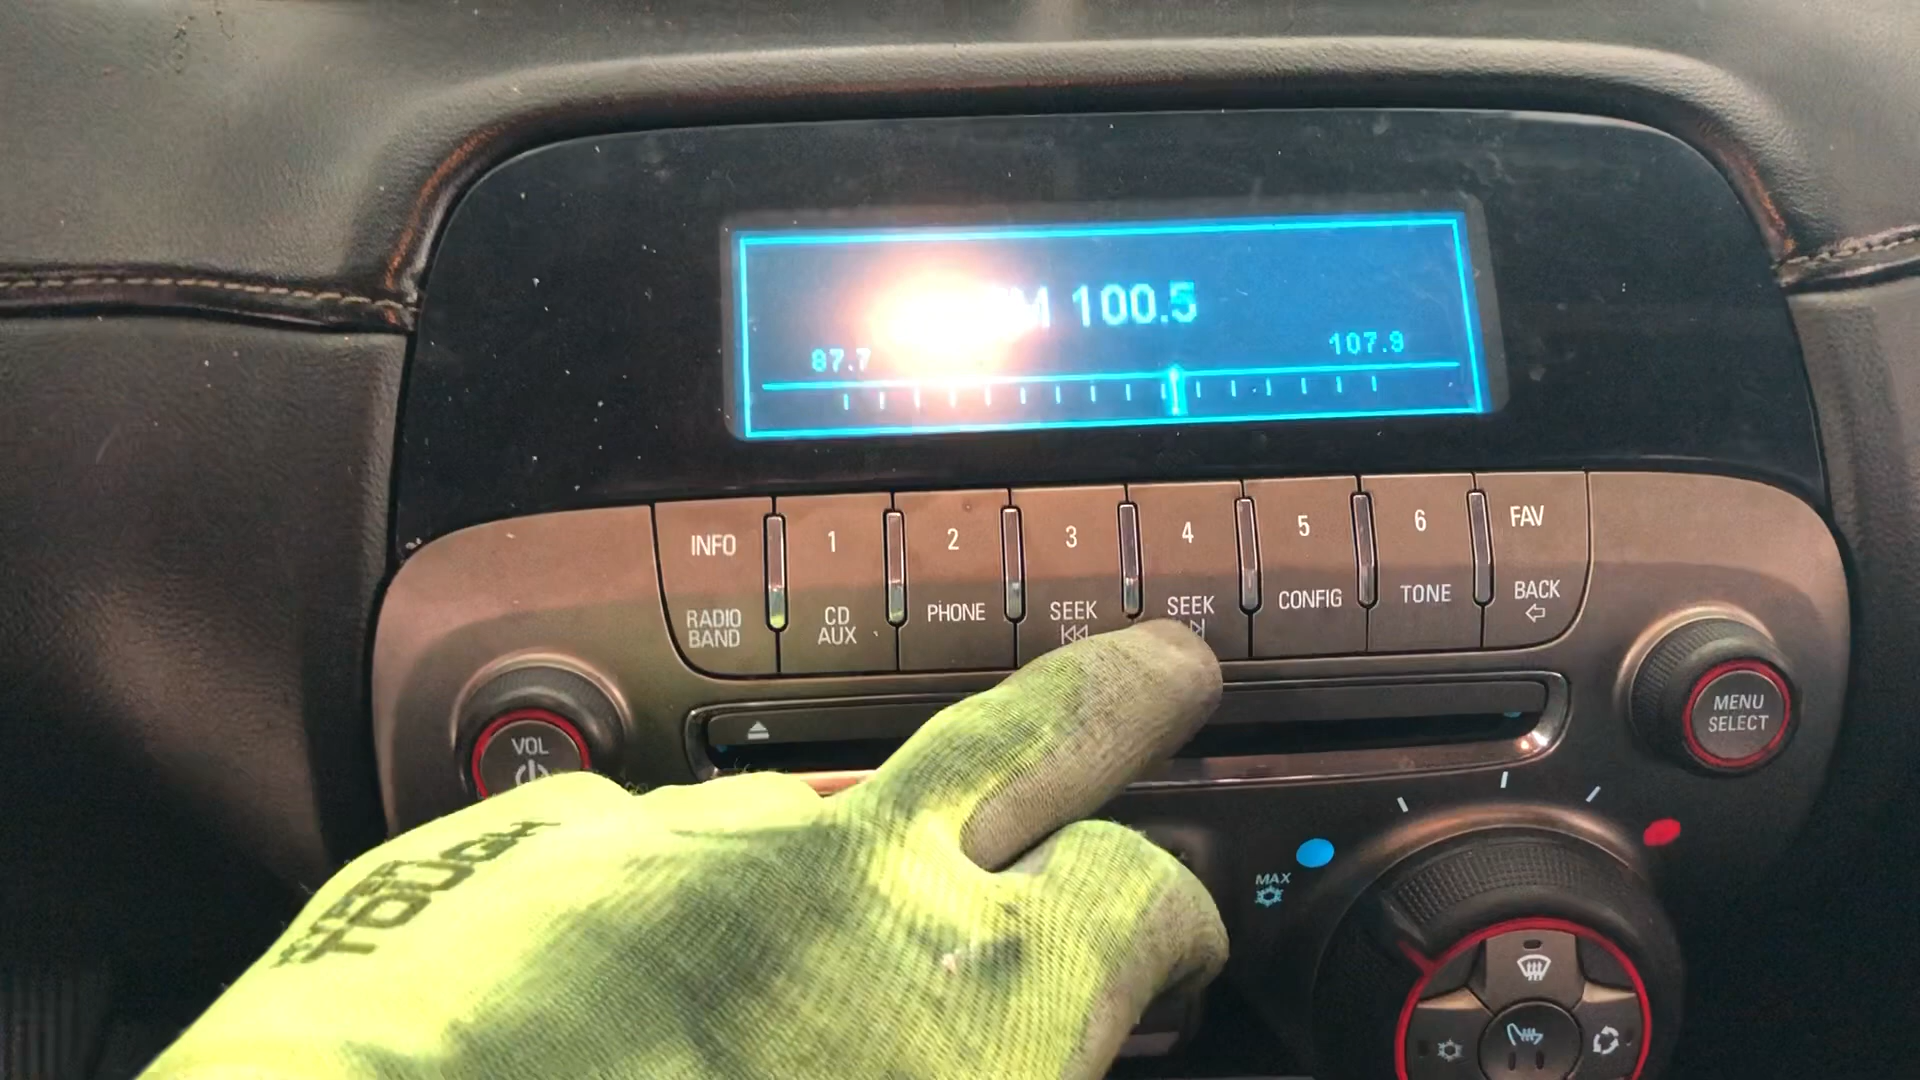 100.5
87.7 107.9
INFO 1 2 3 4 5 6 FAV
RADIO BAND CD AUX PHONE SEEK SEEK CONFIG TONE BACK
VOL
MENU
SELECT
MAX
TOUGH